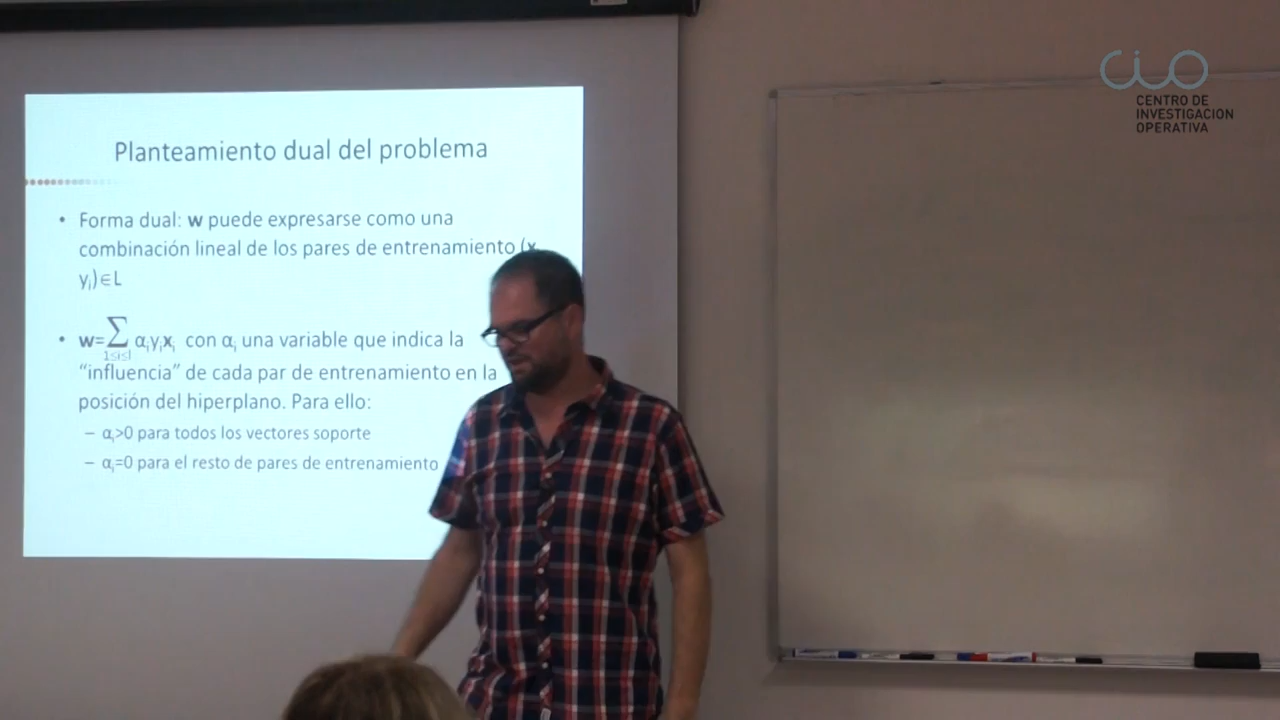 Planteamiento dual del problema
• Forma dual: w puede expresarse como una
combinación lineal de los pares de entrenamiento (x
yᵢ)∈L
• w=∑ αᵢyᵢxᵢ con αᵢ una variable que indica la
1≤i≤l
“influencia” de cada par de entrenamiento en la
posición del hiperplano. Para ello:
– αᵢ>0 para todos los vectores soporte
– αᵢ=0 para el resto de pares de entrenamiento
CIO
CENTRO DE
INVESTIGACION
OPERATIVA